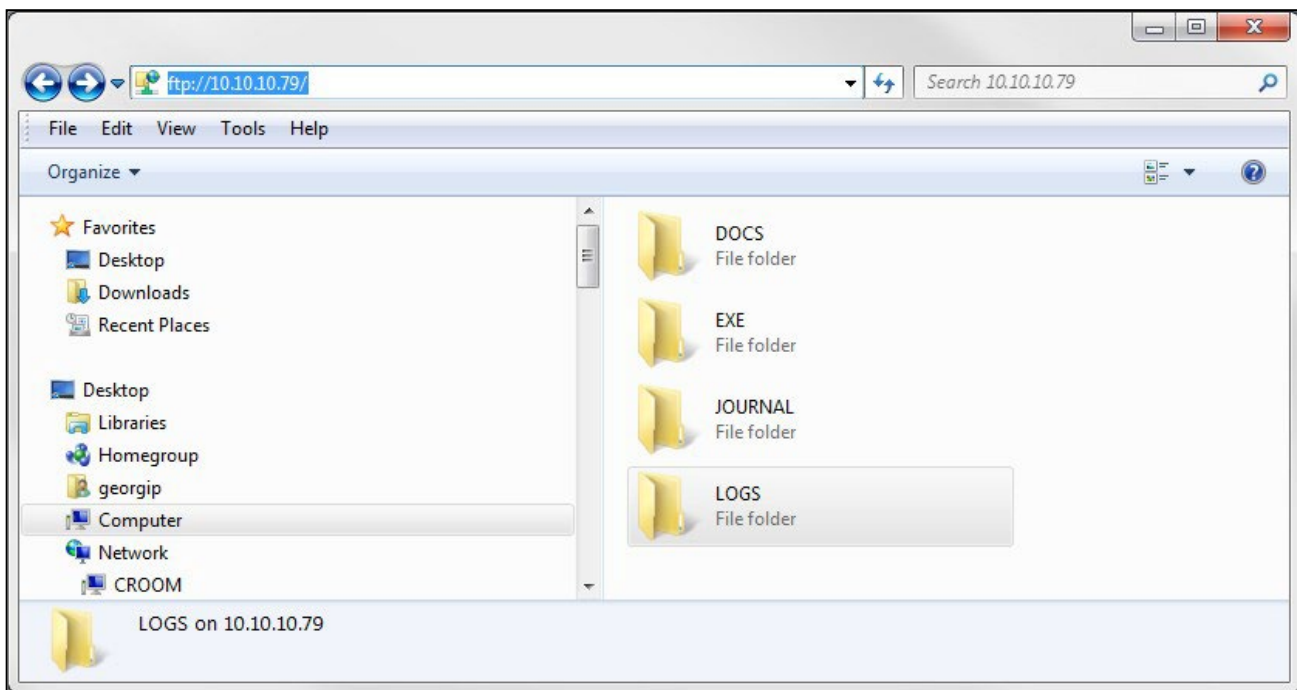 ftp://10.10.10.79/
Search 10.10.10.79
File Edit View Tools Help
Organize
Favorites
Desktop
Downloads
Recent Places
Desktop
Libraries
Homegroup
georgip
Computer
Network
CROOM
DOCS
File folder
EXE
File folder
JOURNAL
File folder
LOGS
File folder
LOGS on 10.10.10.79